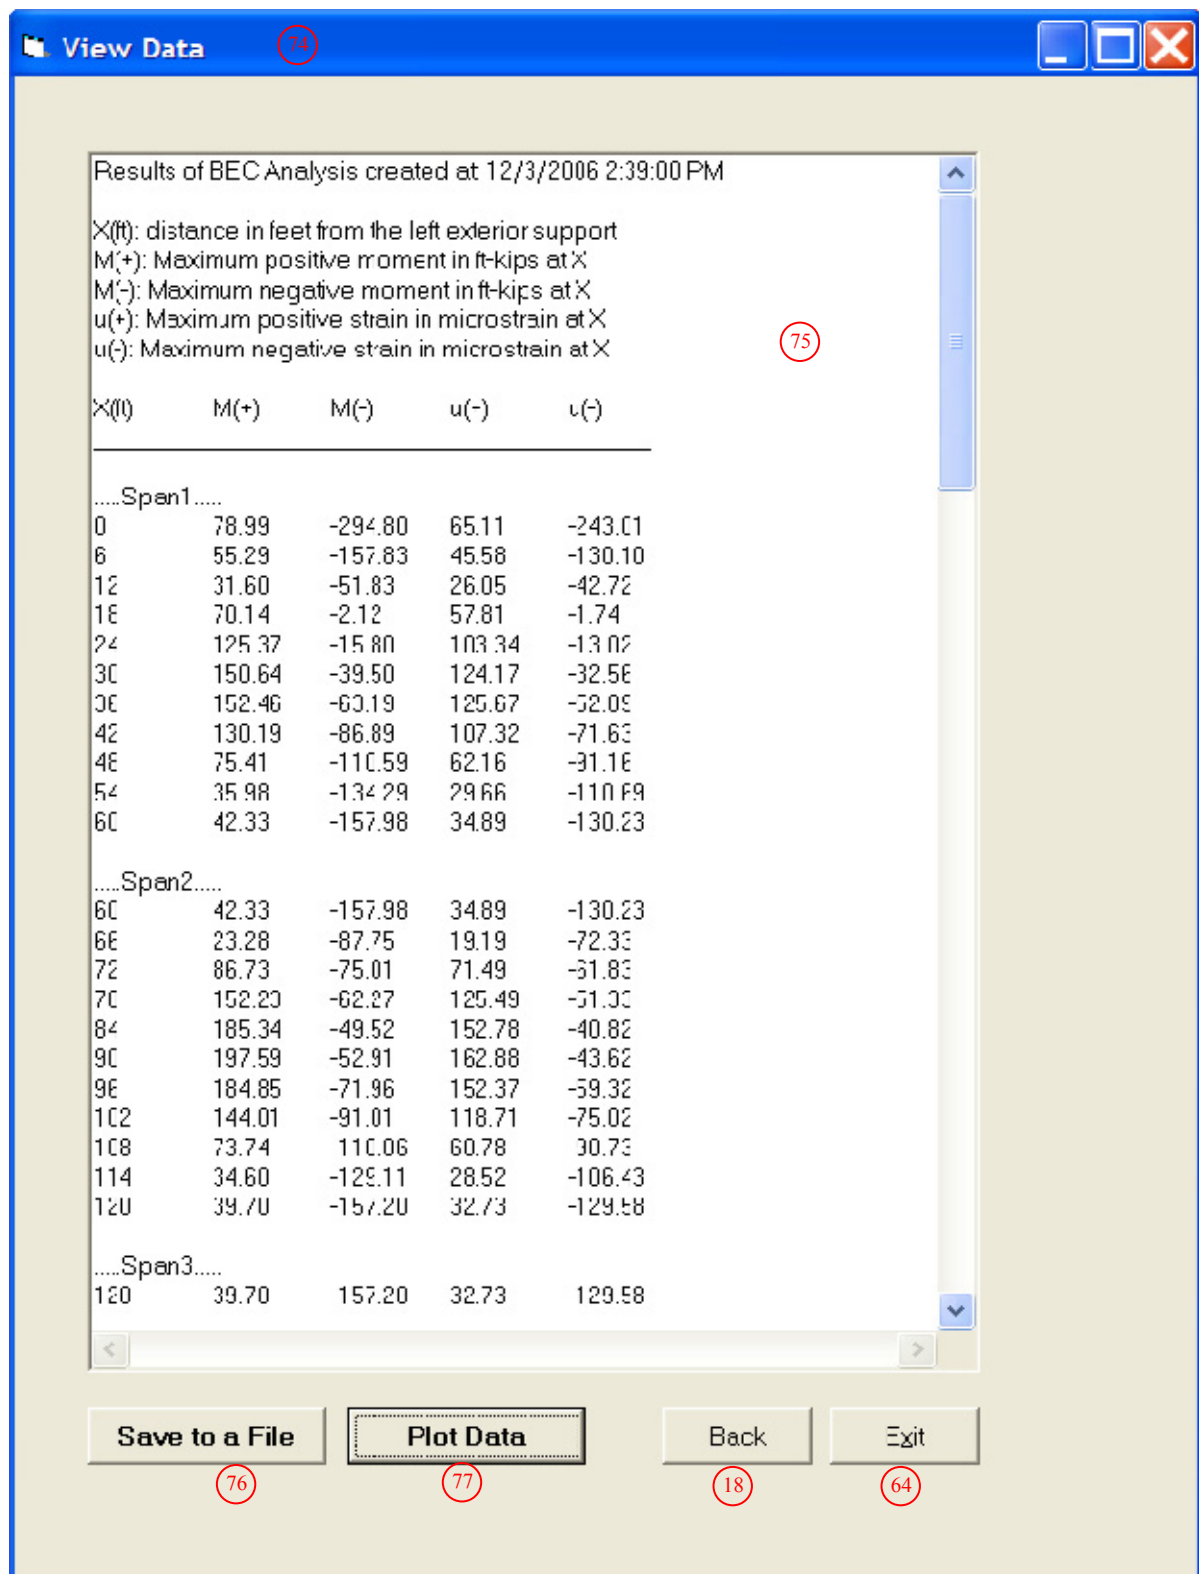 View Data 74
Results of BEC Analysis created at 12/3/2006 2:39:00 PM
X(ft): distance in feet from the left exterior support
M(+): Maximum positive moment in ft-kips at X
M(-): Maximum negative moment in ft-kips at X
u(+): Maximum positive strain in microstrain at X
u(-): Maximum negative strain in microstrain at X
75
X(ft) M(+) M(-) u(+) u(-)
.....Span1.....
0 78.99 -294.80 65.11 -243.01
6 55.29 -157.83 45.58 -130.10
12 31.60 -51.83 26.05 -42.72
18 70.14 -2.12 57.81 -1.74
24 125.37 -15.80 103.34 -13.02
30 150.64 -39.50 124.17 -32.56
36 152.46 -63.19 125.67 -52.09
42 130.19 -86.89 107.32 -71.63
48 75.41 -110.59 62.16 -91.16
54 35.98 -134.29 29.66 -110.69
60 42.33 -157.98 34.89 -130.23
.....Span2.....
60 42.33 -157.98 34.89 -130.23
66 23.28 -87.75 19.19 -72.33
72 86.73 -75.01 71.49 -61.83
78 152.23 -62.27 125.49 -51.33
84 185.34 -49.52 152.78 -40.82
90 197.59 -52.91 162.88 -43.62
96 184.85 -71.96 152.37 -59.32
102 144.01 -91.01 118.71 -75.02
108 73.74 -110.06 60.78 -90.73
114 34.60 -129.11 28.52 -106.43
120 39.70 -157.20 32.73 -129.58
.....Span3.....
120 39.70 -157.20 32.73 -129.58
Save to a File Plot Data Back Exit
76 77 18 64